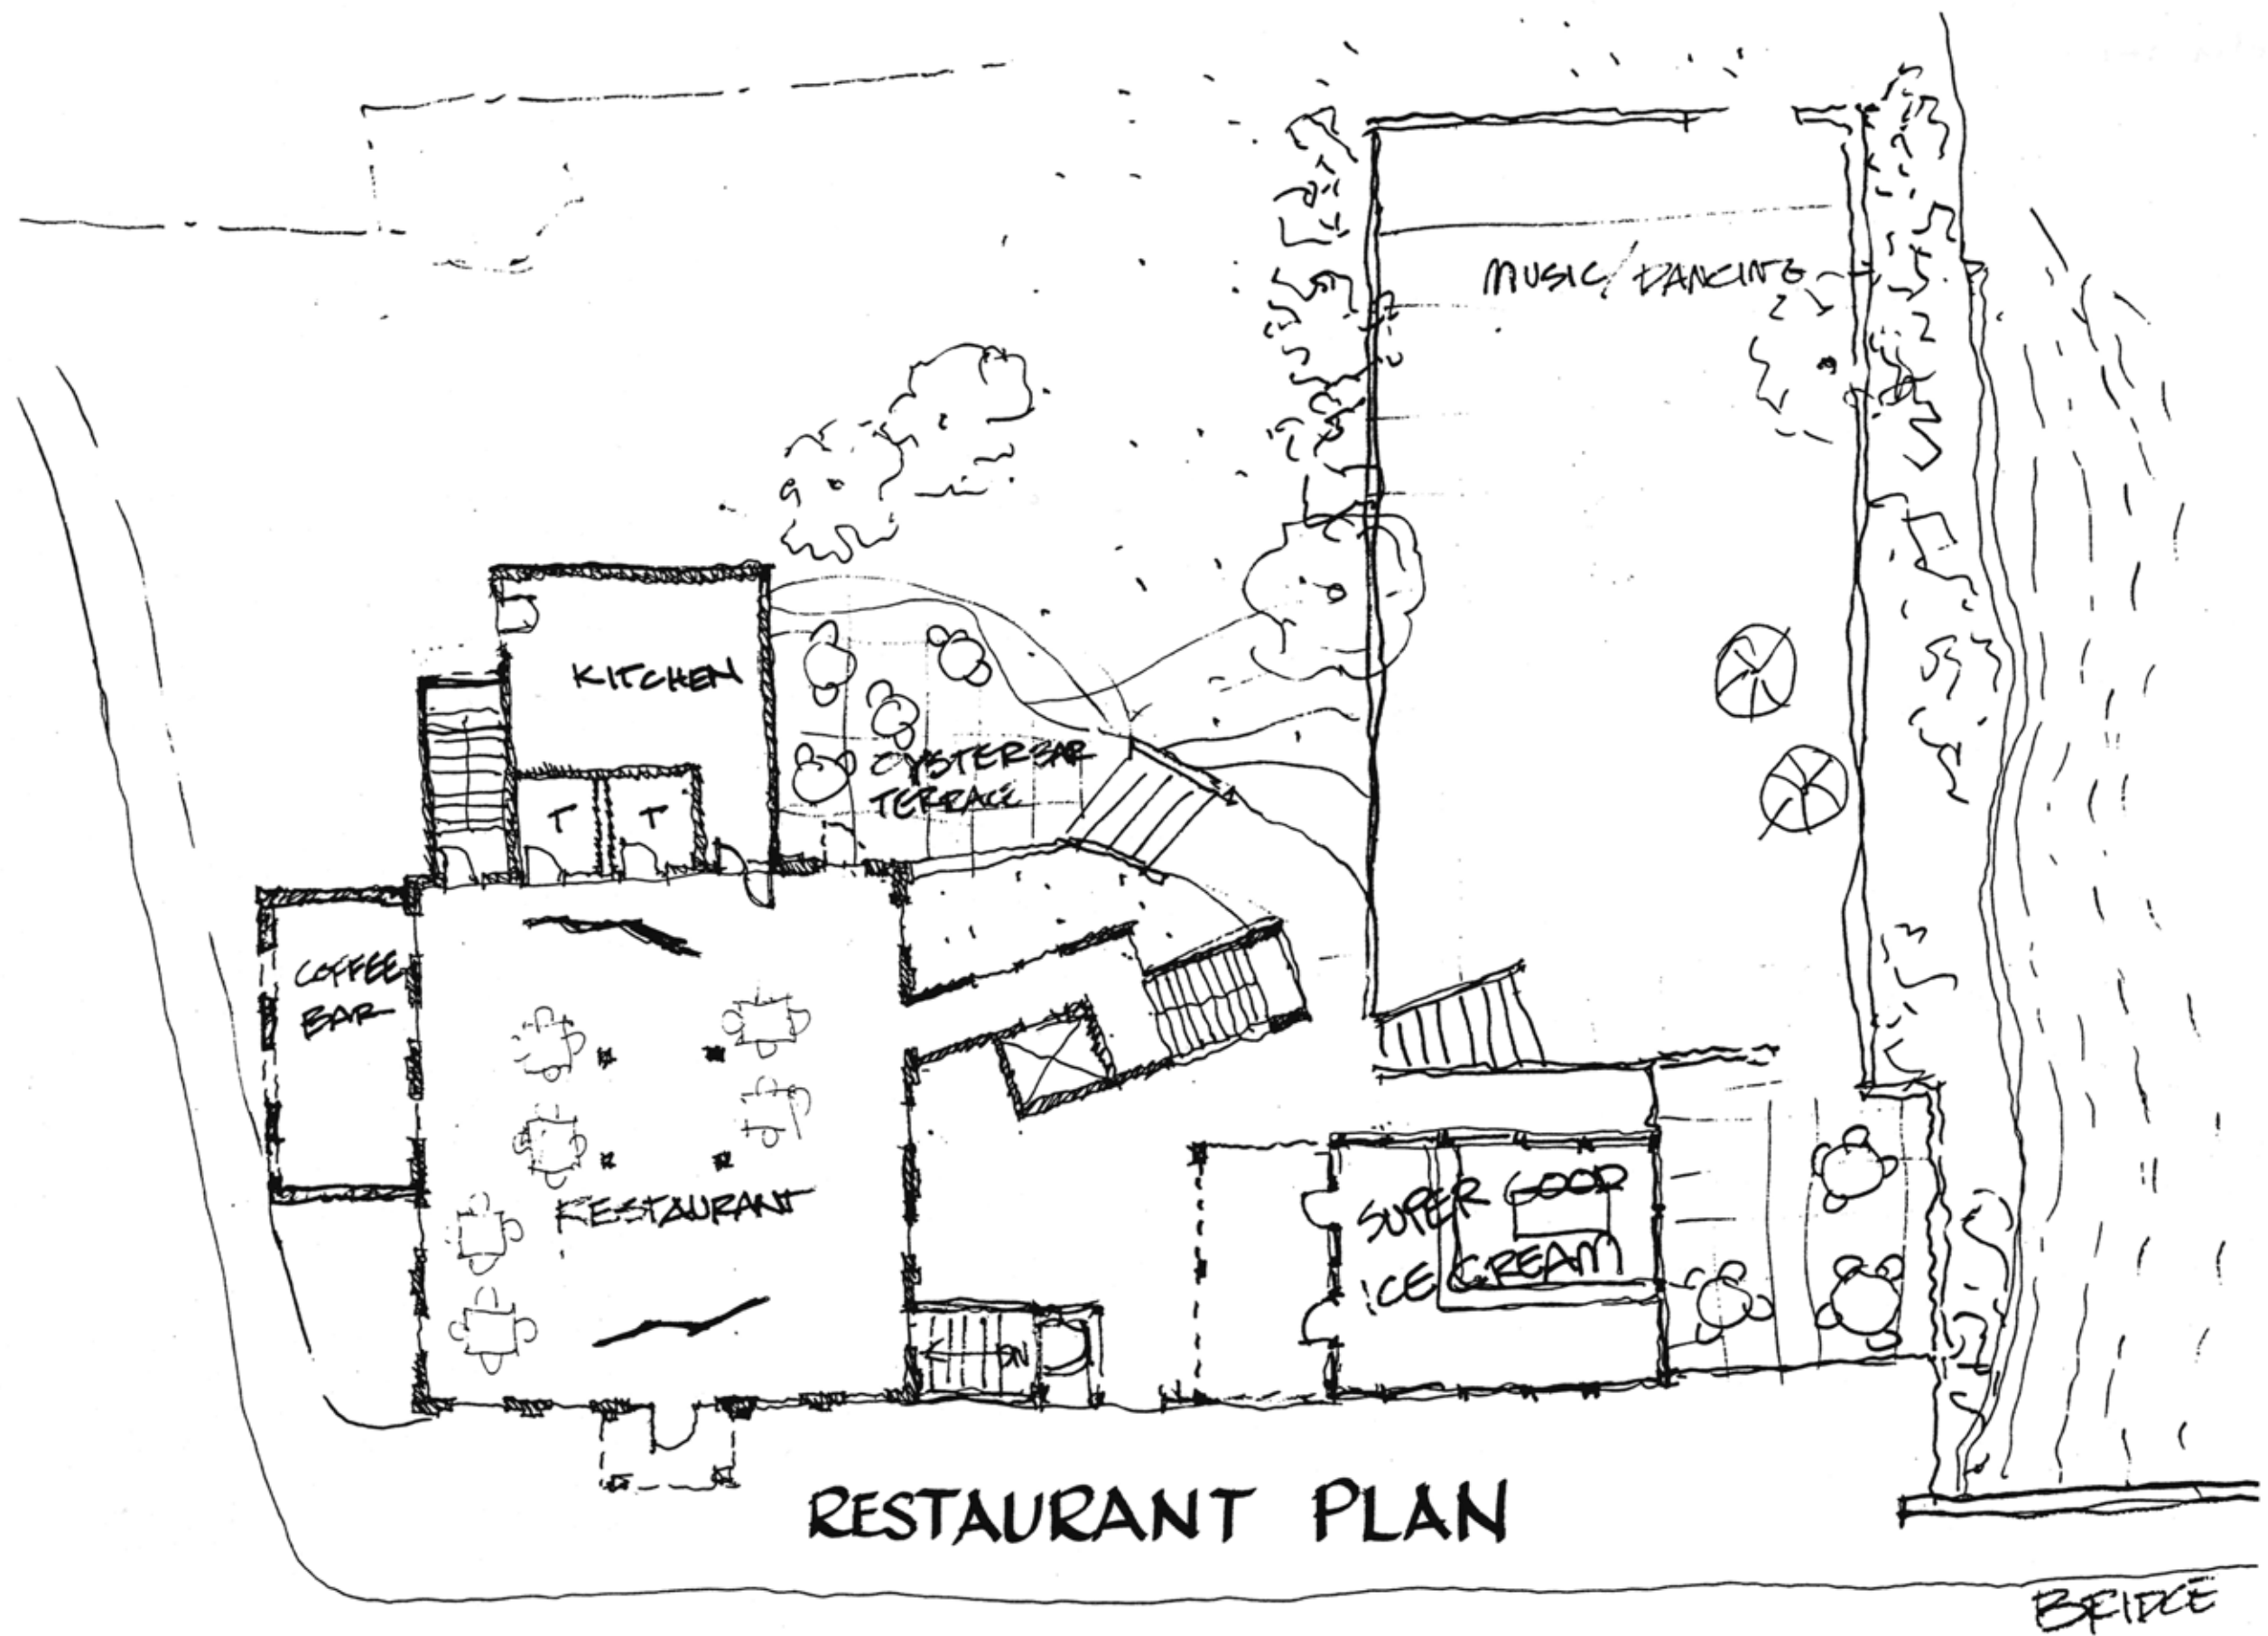 MUSIC/DANCING
KITCHEN
OYSTER BAR
TERRACE
T T
COFFEE
BAR
RESTAURANT
SUPER GOOD
ICE CREAM
DN
RESTAURANT PLAN
BRIDGE